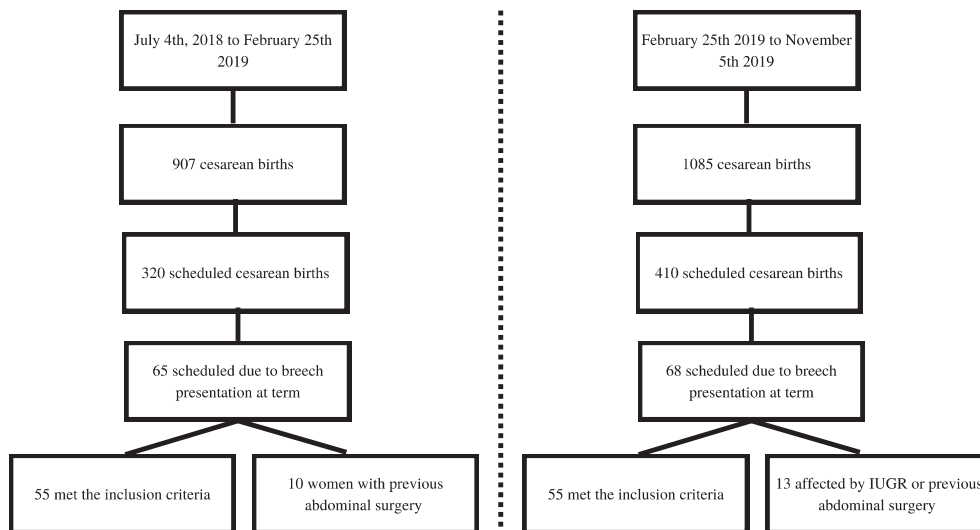 July 4th, 2018 to February 25th
2019
907 cesarean births
320 scheduled cesarean births
65 scheduled due to breech
presentation at term
55 met the inclusion criteria
10 women with previous
abdominal surgery
February 25th 2019 to November
5th 2019
1085 cesarean births
410 scheduled cesarean births
68 scheduled due to breech
presentation at term
55 met the inclusion criteria
13 affected by IUGR or previous
abdominal surgery